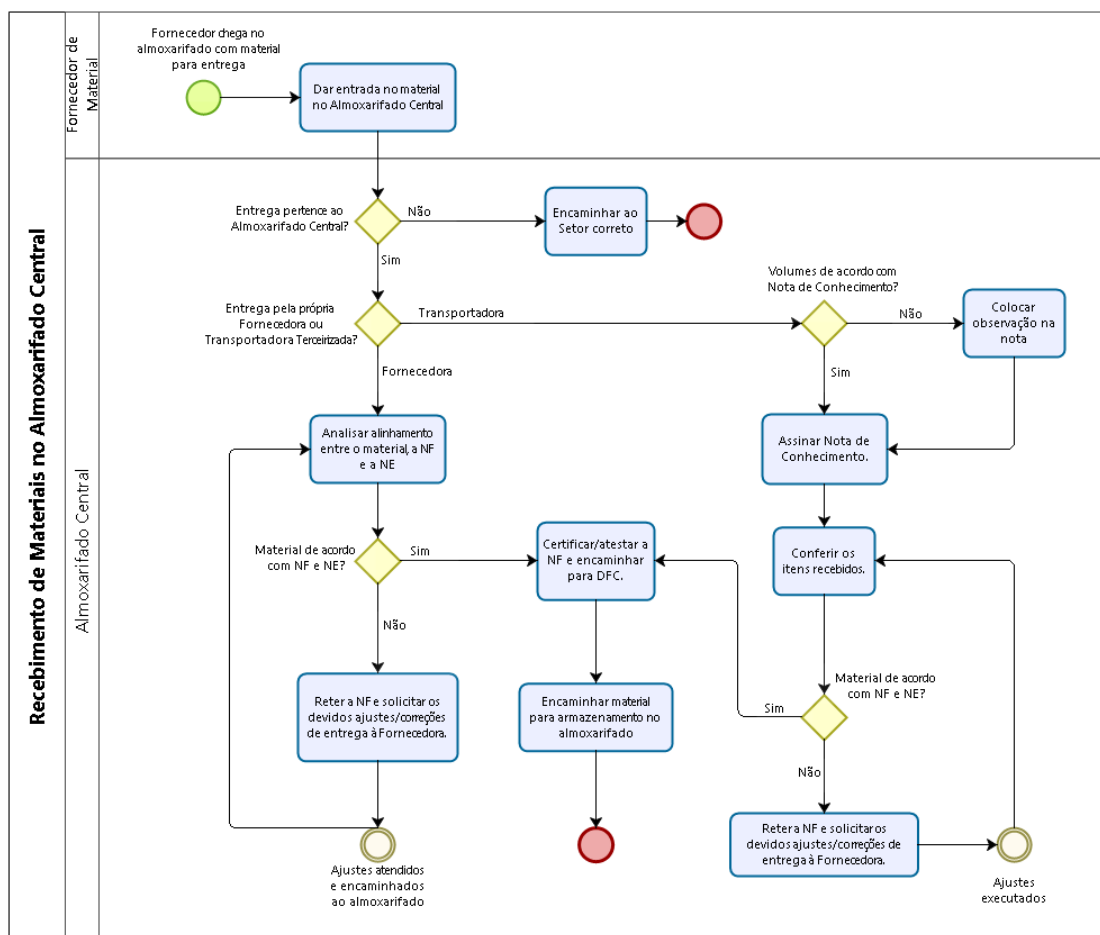 Recebimento de Materiais no Almoxarifado Central
Fornecedor de
Material
Fornecedor chega no
almoxarifado com material
para entrega
Dar entrada no material
no Almoxarifado Central
Almoxarifado Central
Entrega pertence ao
Almoxarifado Central?
Não
Encaminhar ao
Setor correto
Sim
Entrega pela própria
Fornecedora ou
Transportadora Terceirizada?
Transportadora
Volumes de acordo com
Nota de Conhecimento?
Não
Colocar
observação na
nota
Fornecedora
Sim
Analisar alinhamento
entre o material, a NF
e a NE
Assinar Nota de
Conhecimento.
Material de acordo
com NF e NE?
Sim
Certificar/atestar a
NF e encaminhar
para DFC.
Conferir os
itens recebidos.
Não
Reter a NF e solicitar os
devidos ajustes/correções
de entrega à Fornecedora.
Encaminhar material
para armazenamento no
almoxarifado
Material de acordo
com NF e NE?
Sim
Não
Reter a NF e solicitar os
devidos ajustes/correções de
entrega à Fornecedora.
Ajustes atendidos
e encaminhados
ao almoxarifado
Ajustes
executados